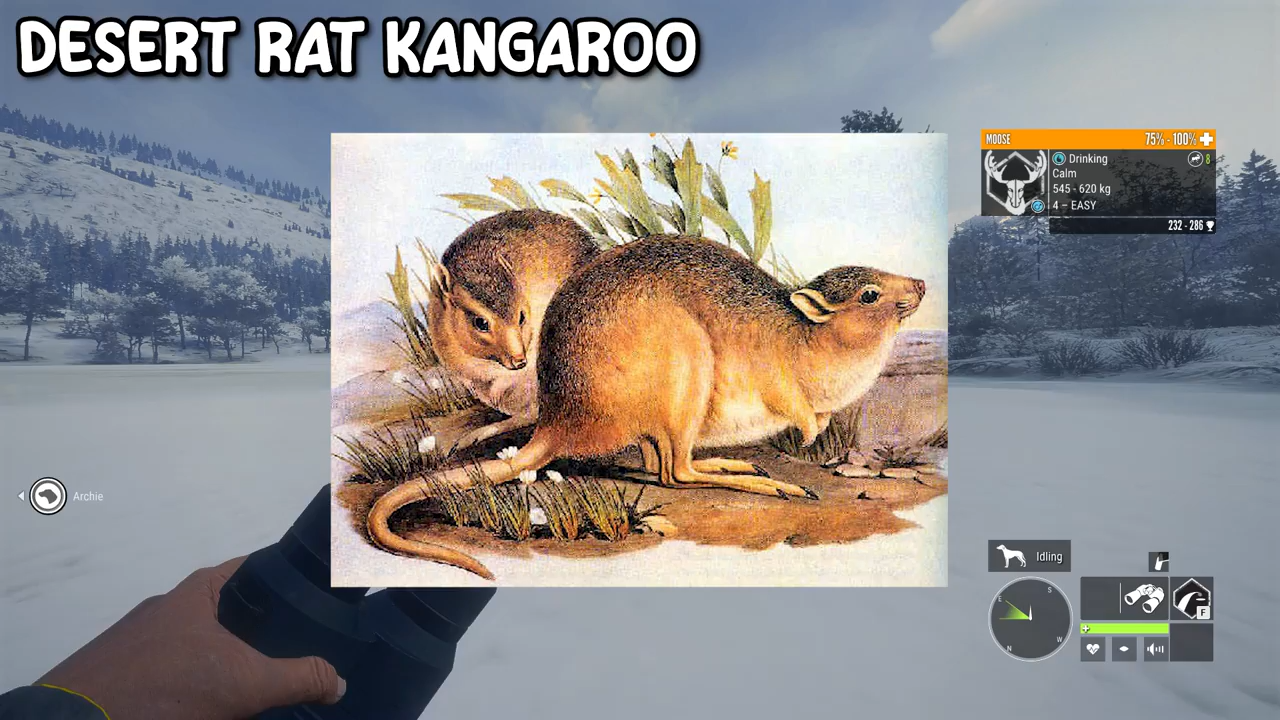 DESERT RAT KANGAROO
MOOSE 75% - 100%
Drinking 8
Calm
545 - 620 kg
4 – EASY
232 - 286
Archie
Idling
S
E
W
N
F